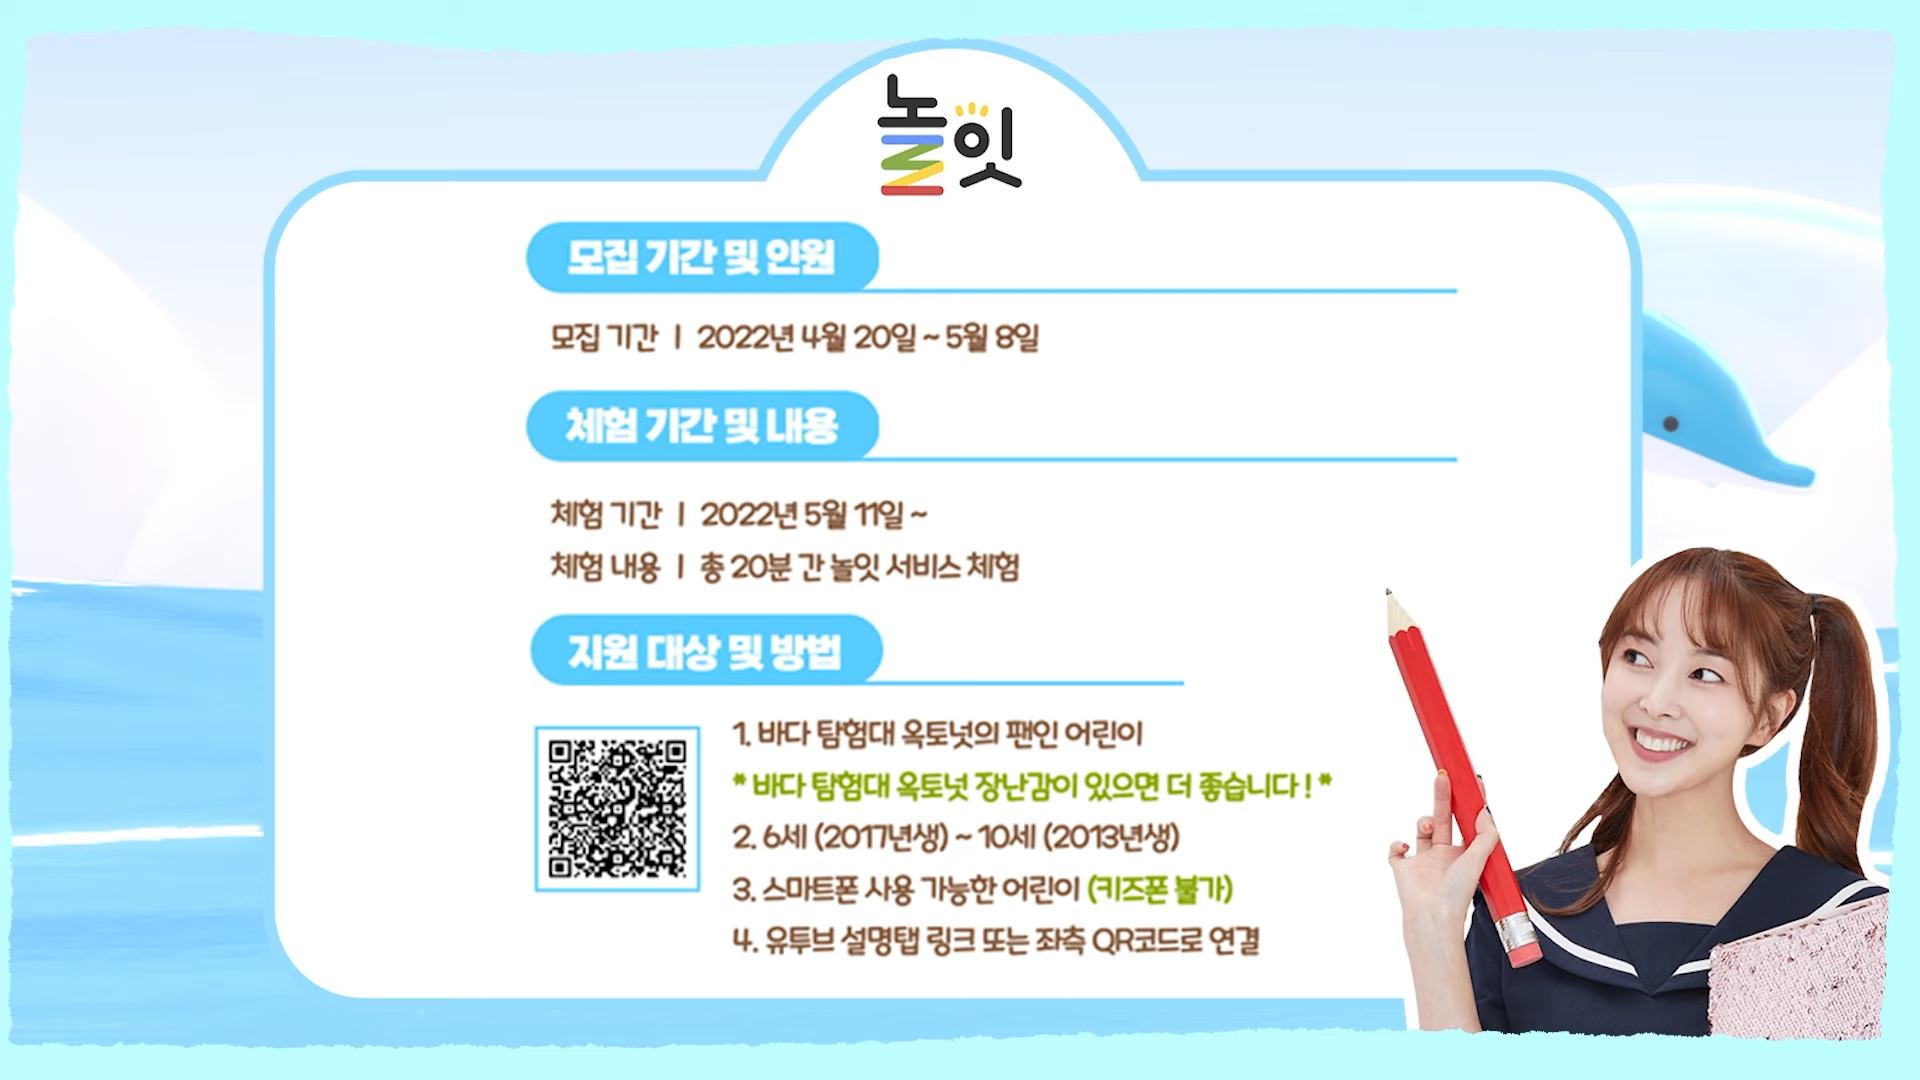 놀잇
모집 기간 및 인원
모집 기간 | 2022년 4월 20일 ~ 5월 8일
체험 기간 및 내용
체험 기간 | 2022년 5월 11일 ~
체험 내용 | 총 20분 간 놀잇 서비스 체험
지원 대상 및 방법
1. 바다 탐험대 옥토넛의 팬인 어린이
* 바다 탐험대 옥토넛 장난감이 있으면 더 좋습니다! *
2. 6세 (2017년생) ~ 10세 (2013년생)
3. 스마트폰 사용 가능한 어린이 (키즈폰 불가)
4. 유투브 설명탭 링크 또는 좌측 QR코드로 연결